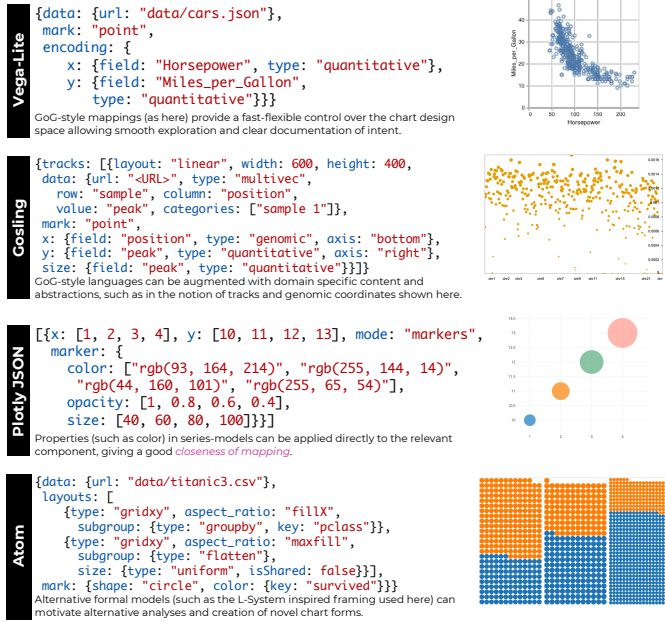 Vega-Lite
{data: {url: "data/cars.json"},
mark: "point",
encoding: {
x: {field: "Horsepower", type: "quantitative"},
y: {field: "Miles_per_Gallon",
type: "quantitative"}}}
GoG-style mappings (as here) provide a fast-flexible control over the chart design
space allowing smooth exploration and clear documentation of intent.
Miles_per_Gallon
40
30
20
10
0
0 50 100 150 200
Horsepower
Gosling
{tracks: [{layout: "linear", width: 600, height: 400,
data: {url: "<URL>", type: "multivec",
row: "sample", column: "position",
value: "peak", categories: ["sample 1"]},
mark: "point",
x: {field: "position", type: "genomic", axis: "bottom"},
y: {field: "peak", type: "quantitative", axis: "right"},
size: {field: "peak", type: "quantitative"}}]}
GoG-style languages can be augmented with domain specific content and
abstractions, such as in the notion of tracks and genomic coordinates shown here.
Plotly JSON
[{x: [1, 2, 3, 4], y: [10, 11, 12, 13], mode: "markers",
marker: {
color: ["rgb(93, 164, 214)", "rgb(255, 144, 14)",
"rgb(44, 160, 101)", "rgb(255, 65, 54)"],
opacity: [1, 0.8, 0.6, 0.4],
size: [40, 60, 80, 100]}}]
Properties (such as color) in series-models can be applied directly to the relevant
component, giving a good closeness of mapping.
Atom
{data: {url: "data/titanic3.csv"},
layouts: [
{type: "gridxy", aspect_ratio: "fillX",
subgroup: {type: "groupby", key: "pclass"}},
{type: "gridxy", aspect_ratio: "maxfill",
subgroup: {type: "flatten"},
size: {type: "uniform", isShared: false}}],
mark: {shape: "circle", color: {key: "survived"}}}
Alternative formal models (such as the L-System inspired framing used here) can
motivate alternative analyses and creation of novel chart forms.